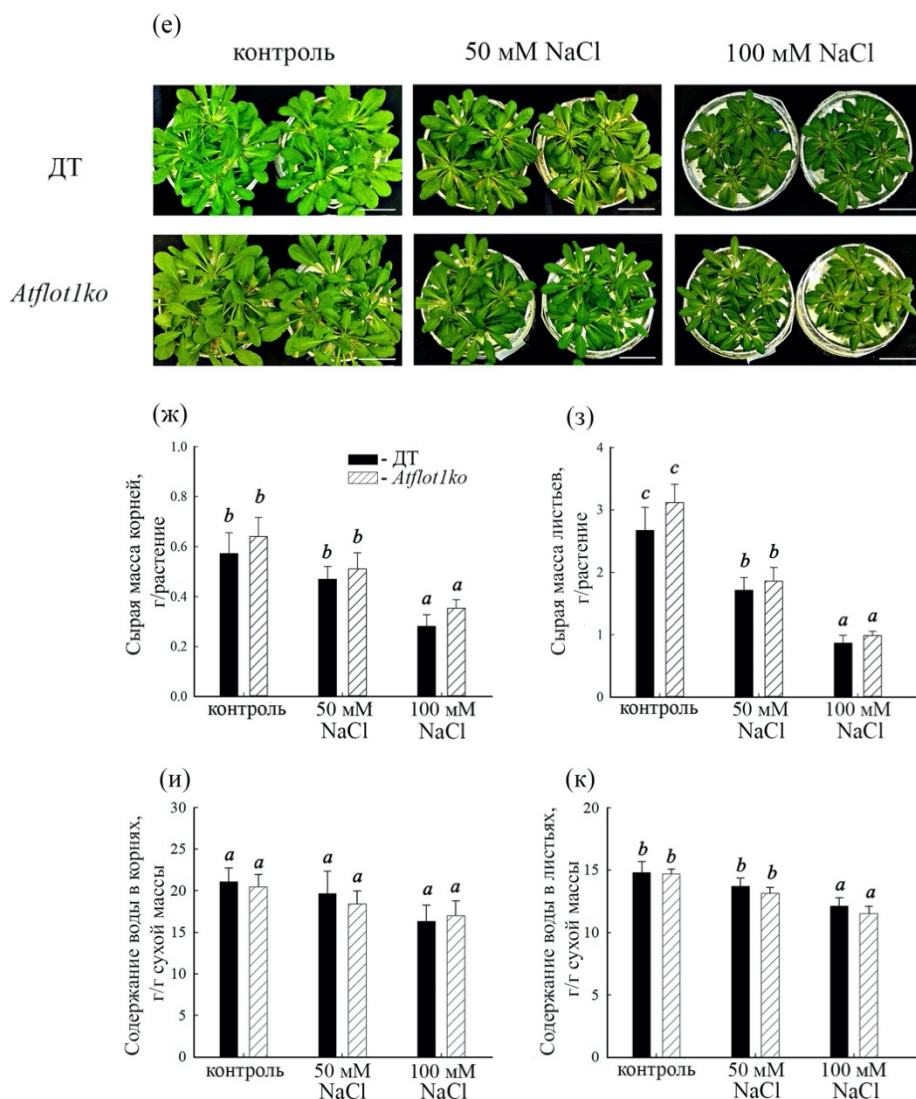 (е)
контроль 50 мМ NaCl 100 мМ NaCl
ДТ
Atflot1ko
(ж)
Сырая масса корней,
г/растение
1.0
0.8
0.6
0.4
0.2
0.0
- ДТ
- Atflot1ko
b b
b b
a a
контроль 50 мМ 100 мМ
NaCl NaCl
(з)
Сырая масса листьев,
г/растение
4
3
2
1
0
c c
b b
a a
контроль 50 мМ 100 мМ
NaCl NaCl
(и)
Содержание воды в корнях,
г/г сухой массы
30
25
20
15
10
5
0
a a
a a
a a
контроль 50 мМ 100 мМ
NaCl NaCl
(к)
Содержание воды в листьях,
г/г сухой массы
20
15
10
5
0
b b
b b
a a
контроль 50 мМ 100 мМ
NaCl NaCl